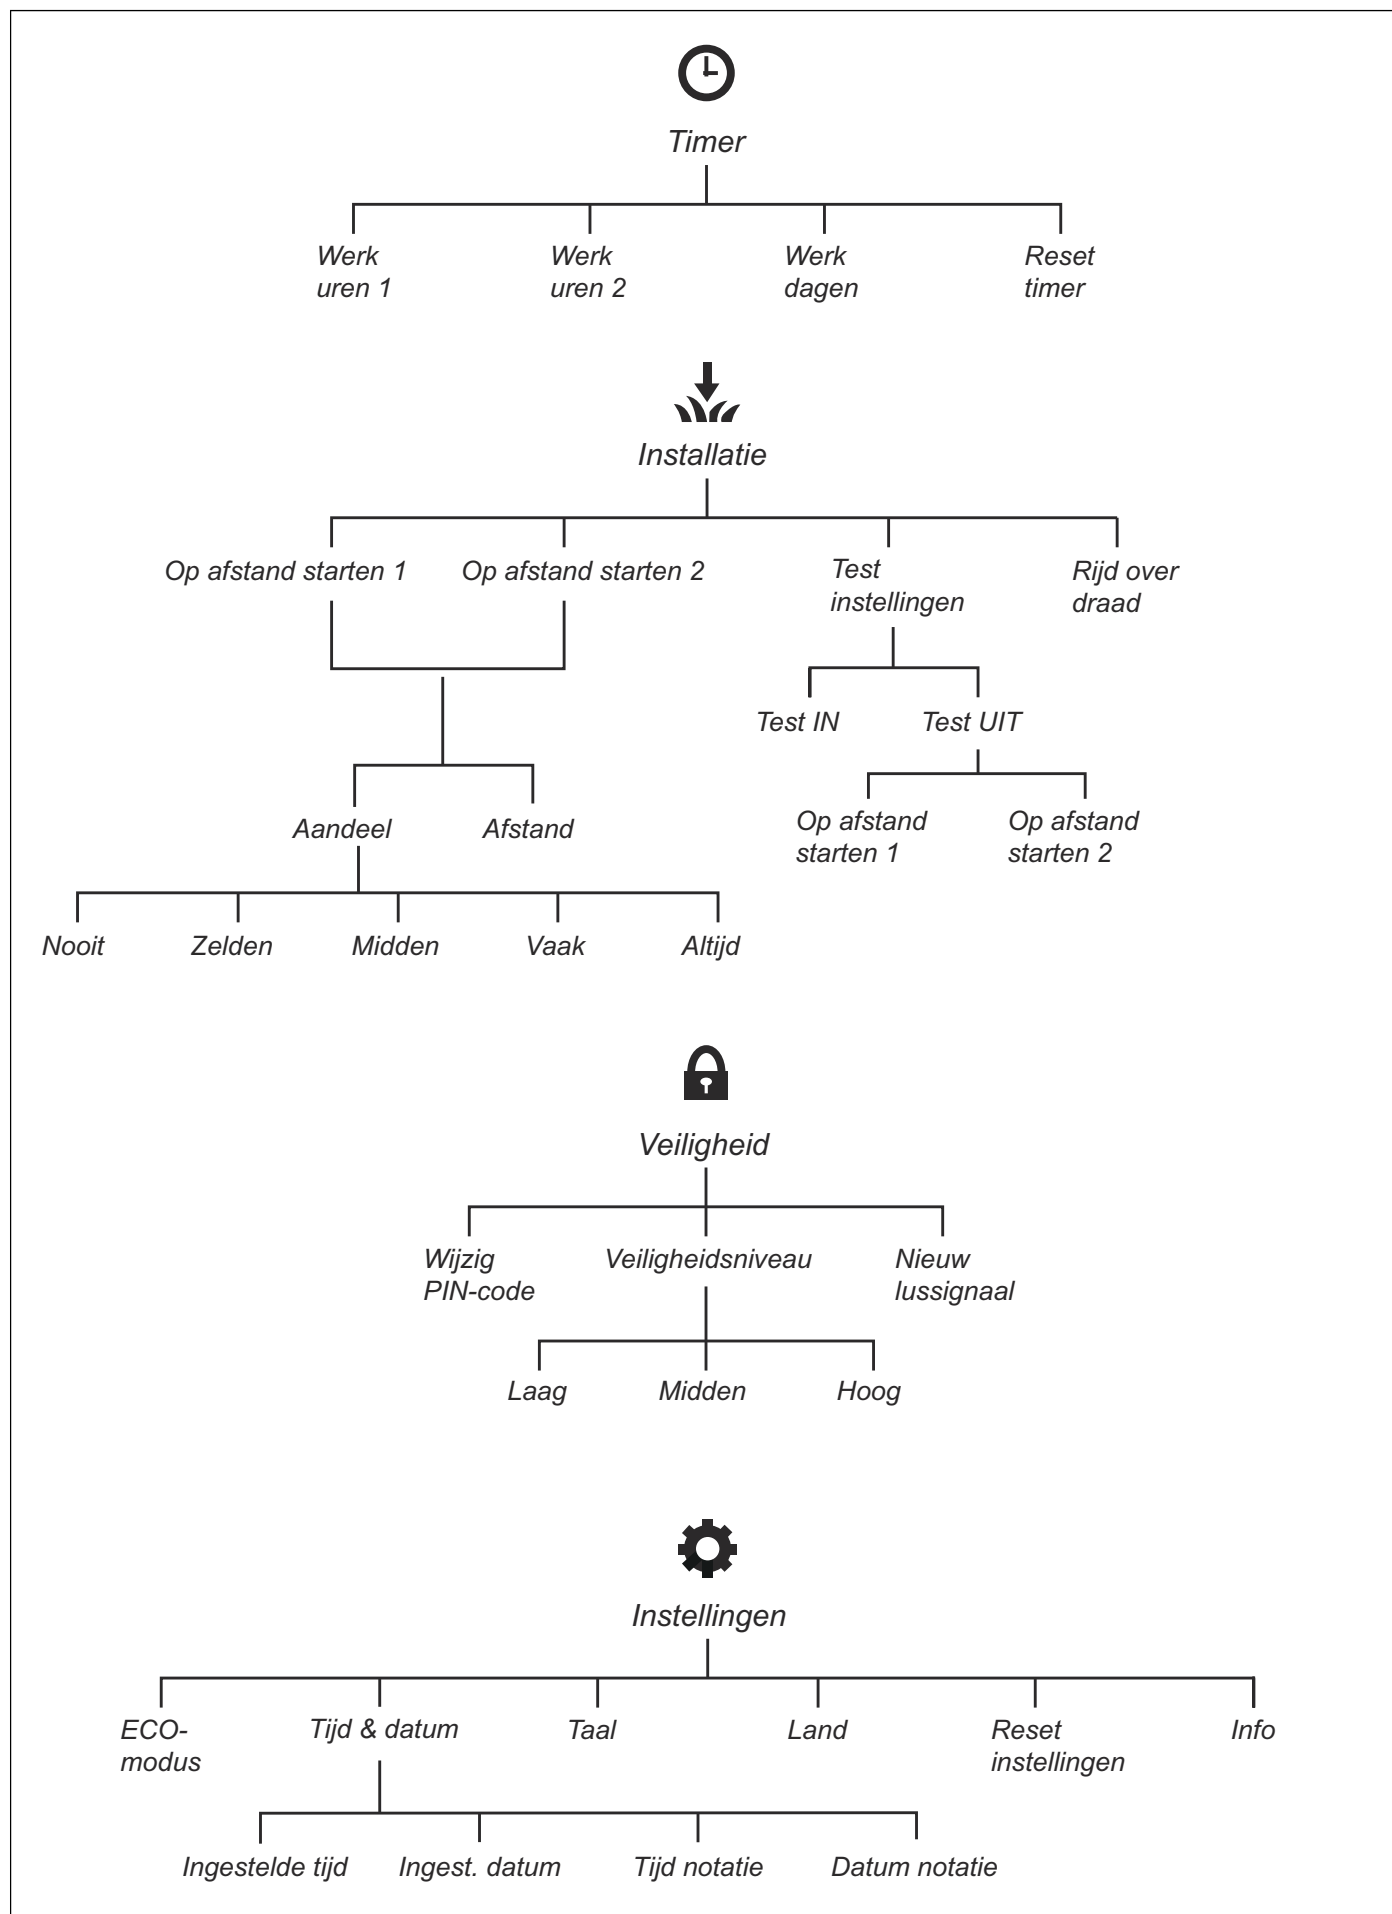 Timer
Werk
uren 1
Werk
uren 2
Werk
dagen
Reset
timer
Installatie
Op afstand starten 1
Op afstand starten 2
Test
instellingen
Rijd over
draad
Test IN
Test UIT
Op afstand
starten 1
Op afstand
starten 2
Aandeel
Afstand
Nooit
Zelden
Midden
Vaak
Altijd
Veiligheid
Wijzig
PIN-code
Veiligheidsniveau
Nieuw
lussignaal
Laag
Midden
Hoog
Instellingen
ECO-
modus
Tijd & datum
Taal
Land
Reset
instellingen
Info
Ingestelde tijd
Ingest. datum
Tijd notatie
Datum notatie